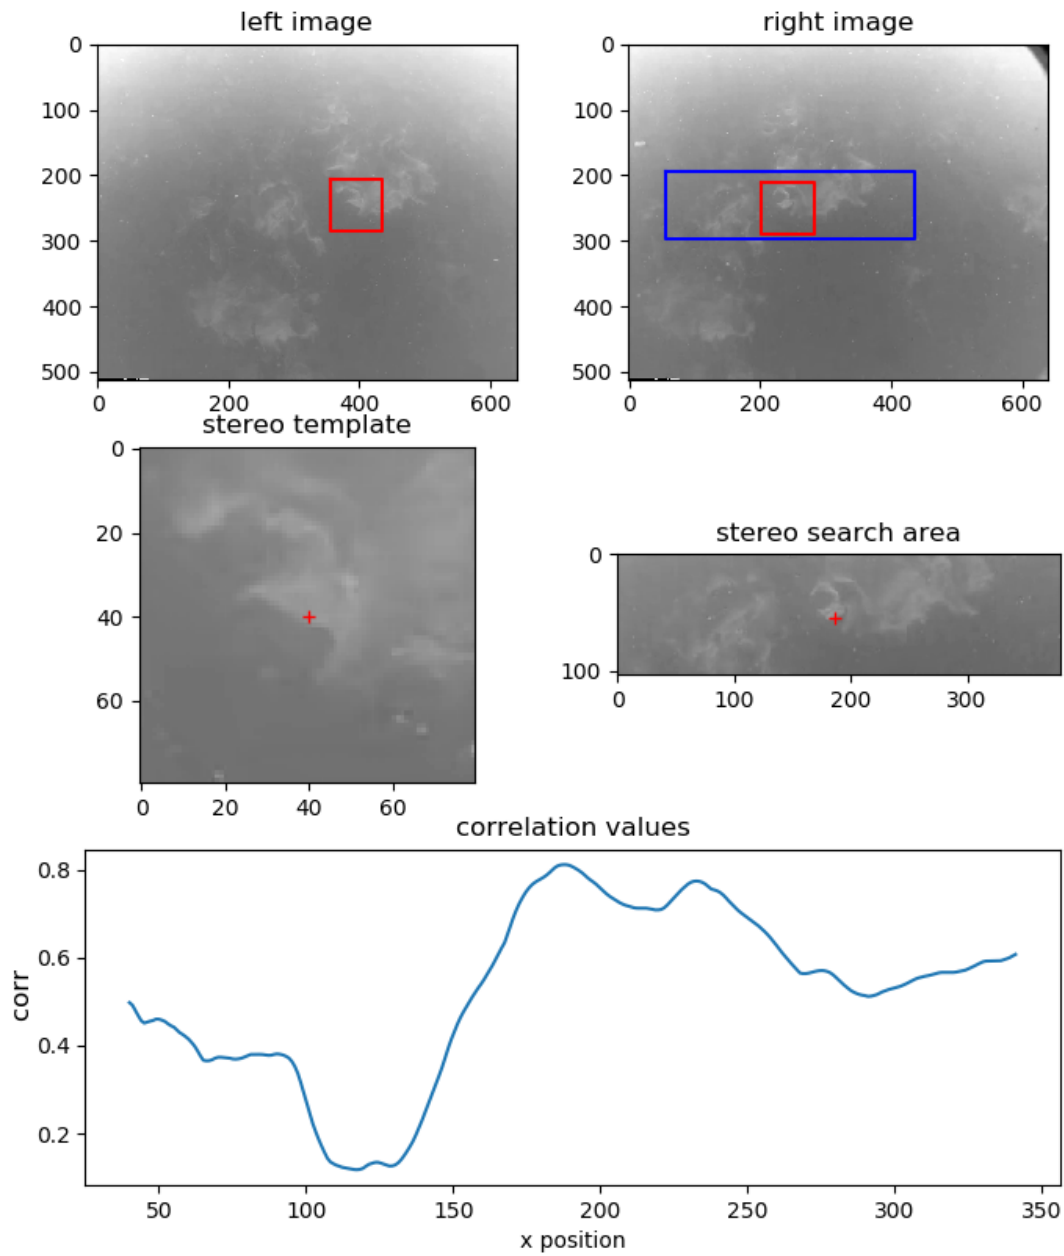 left image
right image
0
100
200
300
400
500
0 200 400 600
0
100
200
300
400
500
0 200 400 600
stereo template
0
20
40
60
0 20 40 60
stereo search area
0
100
0 100 200 300
correlation values
corr
0.8
0.6
0.4
0.2
50 100 150 200 250 300 350
x position